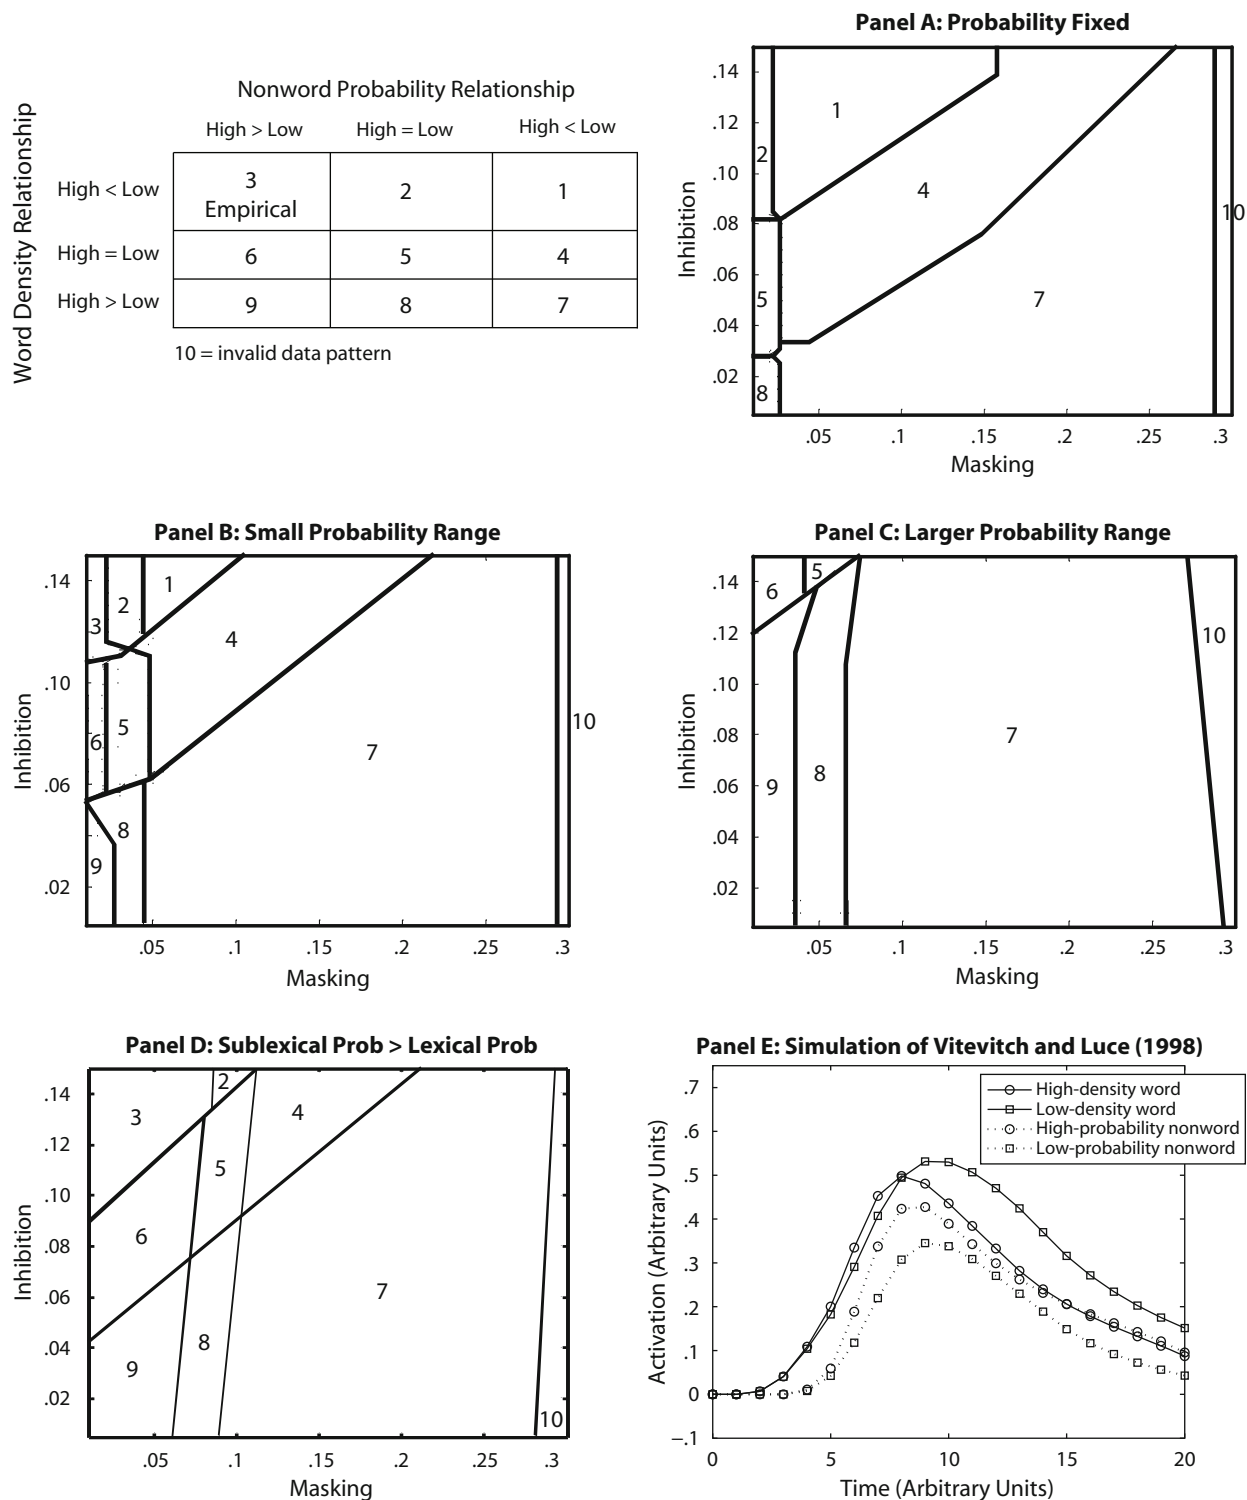 Nonword Probability Relationship
High > Low High = Low High < Low
Word Density Relationship
High < Low 3 Empirical 2 1
High = Low 6 5 4
High > Low 9 8 7
10 = invalid data pattern
Panel A: Probability Fixed
Inhibition
.14
.12
.10
.08
.06
.04
.02
1
2
4
10
5
7
8
.05 .1 .15 .2 .25 .3
Masking
Panel B: Small Probability Range
Inhibition
.14
.10
.06
.02
1
2
3
4
5
10
6
7
8
9
.05 .1 .15 .2 .25 .3
Masking
Panel C: Larger Probability Range
Inhibition
.14
.12
.10
.08
.06
.04
.02
5
6
10
7
8
9
.05 .1 .15 .2 .25 .3
Masking
Panel D: Sublexical Prob > Lexical Prob
Inhibition
.14
.12
.10
.08
.06
.04
.02
2
3
4
5
6
7
8
9
10
.05 .1 .15 .2 .25 .3
Masking
Panel E: Simulation of Vitevitch and Luce (1998)
High-density word
Low-density word
High-probability nonword
Low-probability nonword
Activation (Arbitrary Units)
.7
.6
.5
.4
.3
.2
.1
0
−.1
0 5 10 15 20
Time (Arbitrary Units)